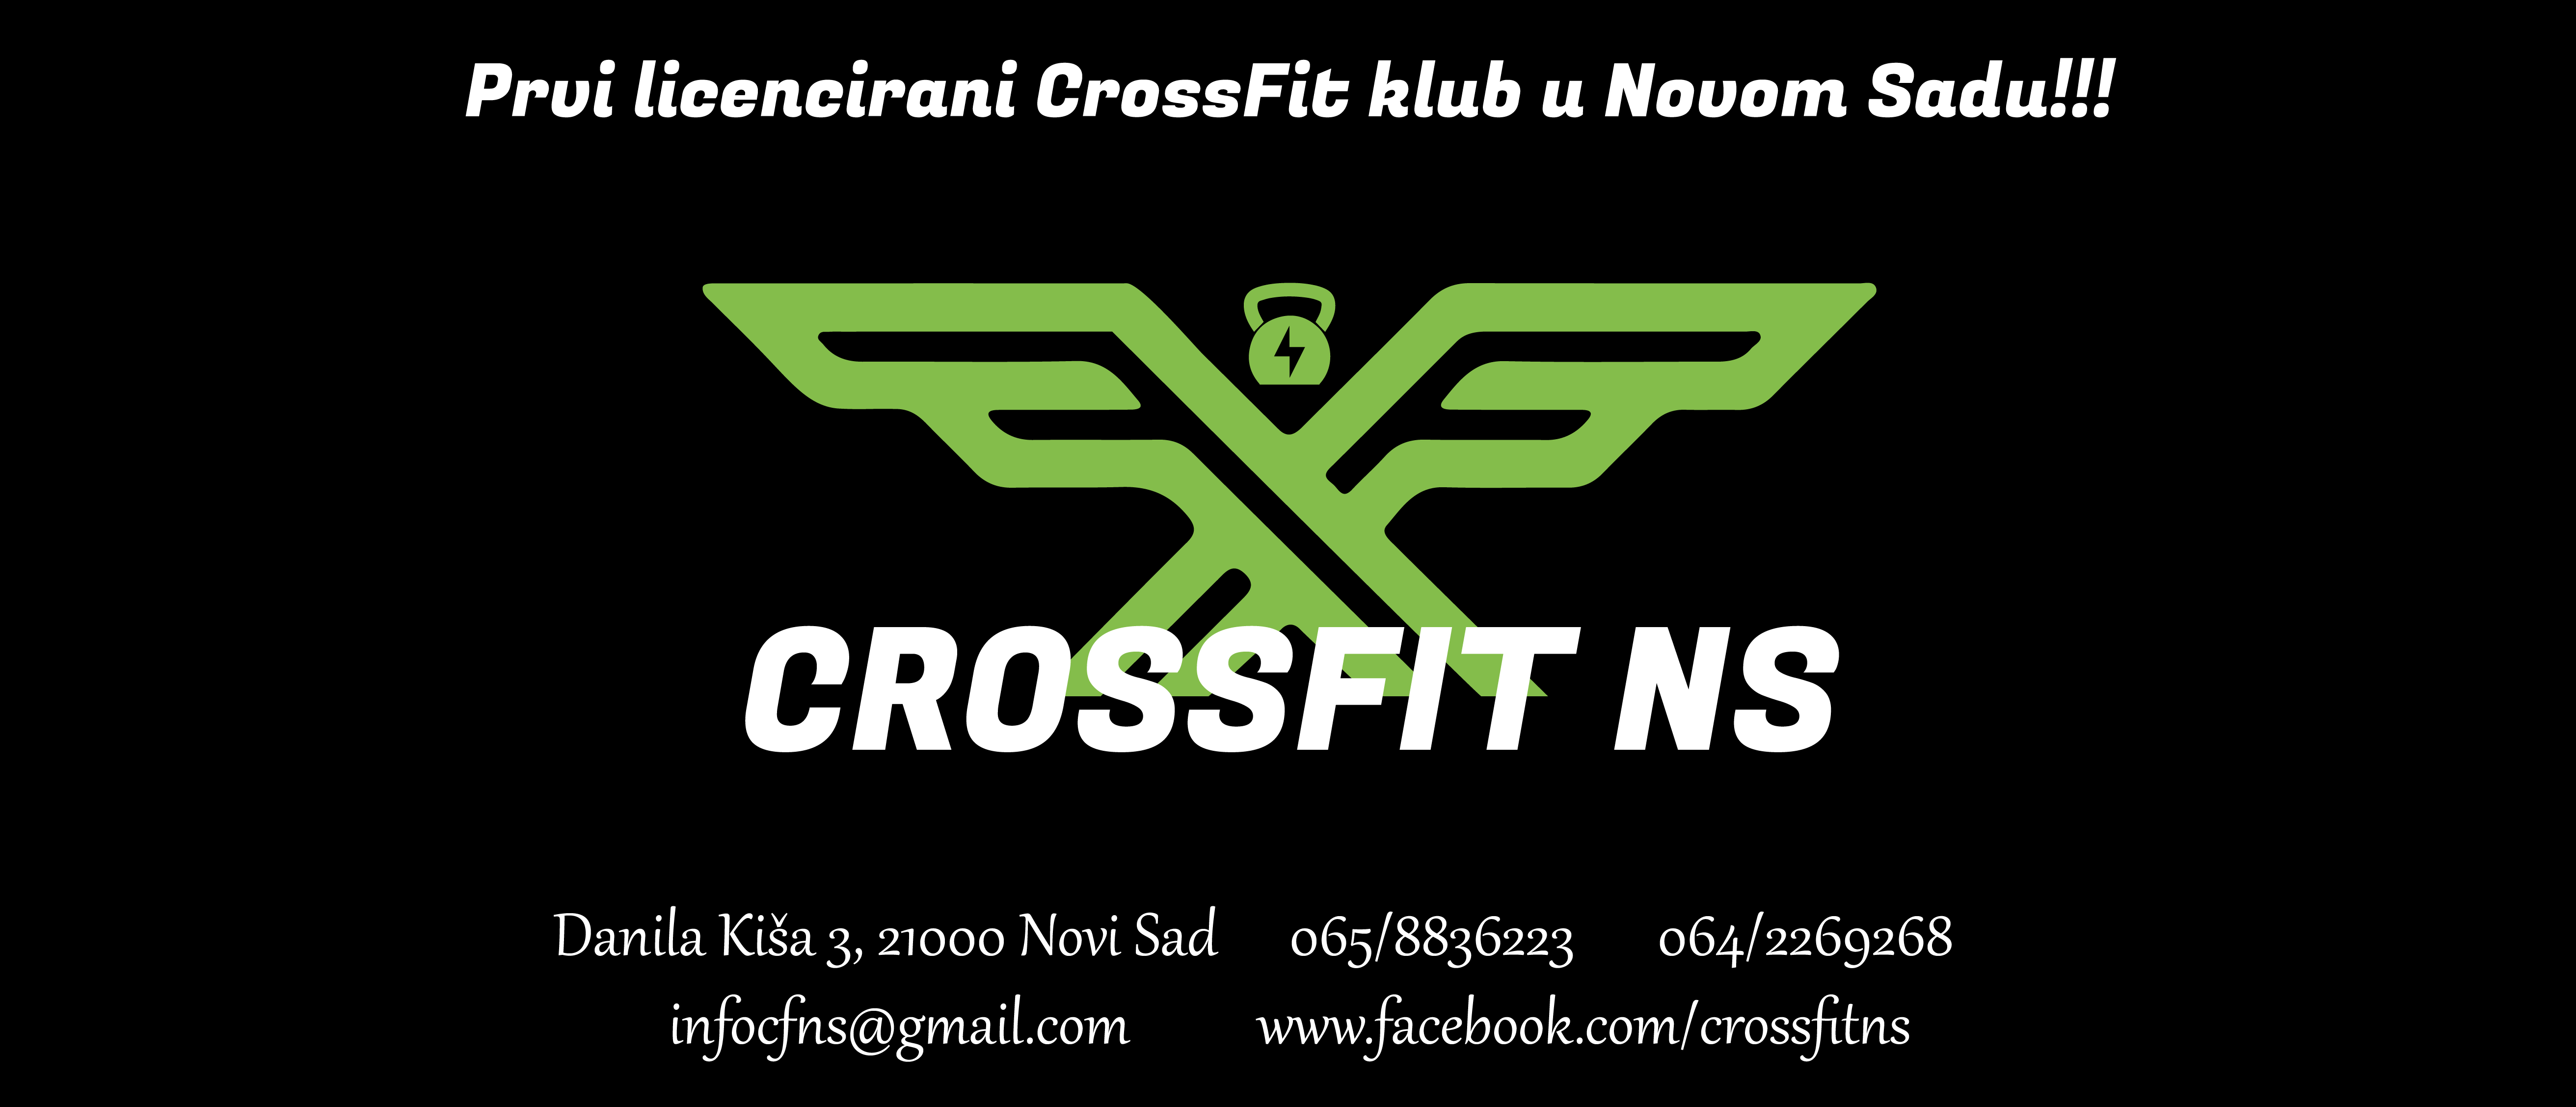 Prvi licencirani CrossFit klub u Novom Sadu!!!
CROSSFIT NS
Danila Kiša 3, 21000 Novi Sad 065/8836223 064/2269268
infocfns@gmail.com www.facebook.com/crossfitns